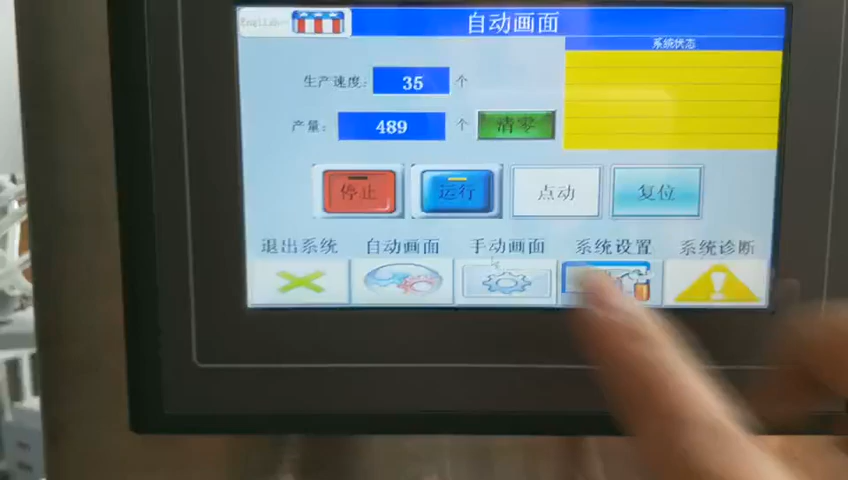 English
自动画面
系统状态
生产速度: 35 个
产量: 489 个 清零
停止 运行 点动 复位
退出系统 自动画面 手动画面 系统设置 系统诊断